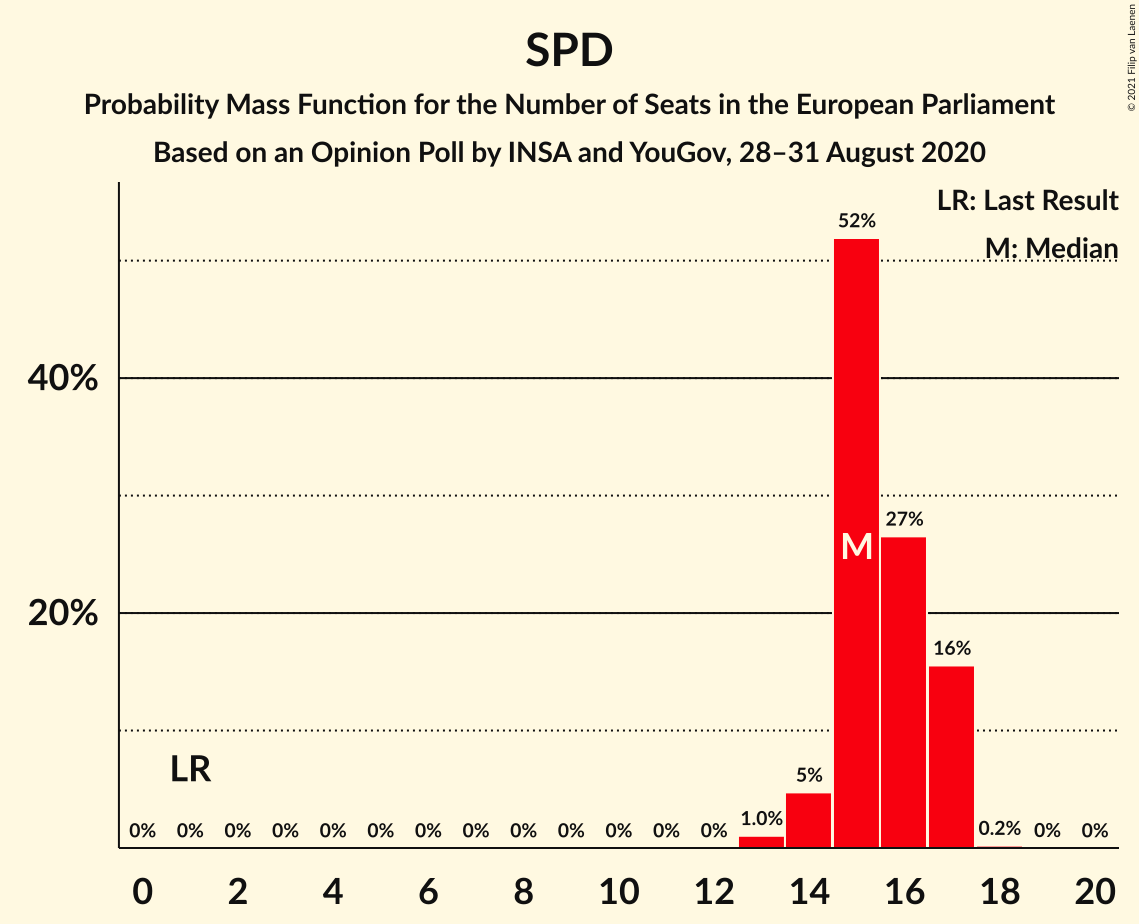 SPD
Probability Mass Function for the Number of Seats in the European Parliament
Based on an Opinion Poll by INSA and YouGov, 28–31 August 2020
© 2021 Filip van Laenen
LR: Last Result
M: Median
52%
40%
27%
M
20%
16%
LR
5%
0% 0% 0% 0% 0% 0% 0% 0% 0% 0% 0% 0% 0% 1.0% 0.2% 0% 0%
0 2 4 6 8 10 12 14 16 18 20